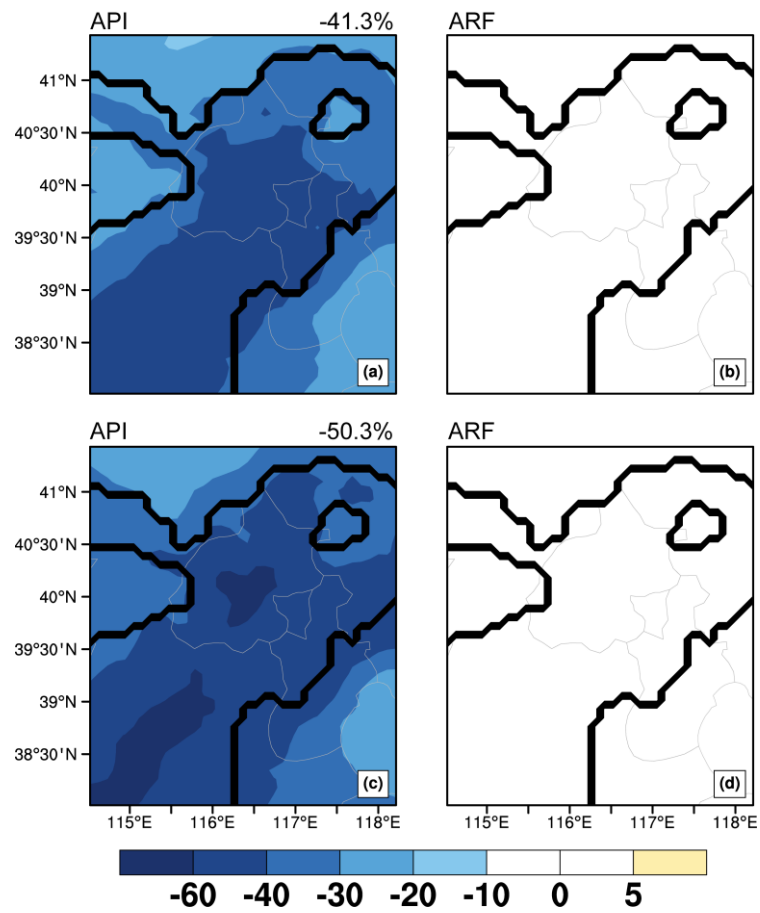 API -41.3% ARF
41°N
40°30'N
40°N
39°30'N
39°N
38°30'N
(a) (b)
API -50.3% ARF
41°N
40°30'N
40°N
39°30'N
39°N
38°30'N
(c) (d)
115°E 116°E 117°E 118°E 115°E 116°E 117°E 118°E
-60 -40 -30 -20 -10 0 5